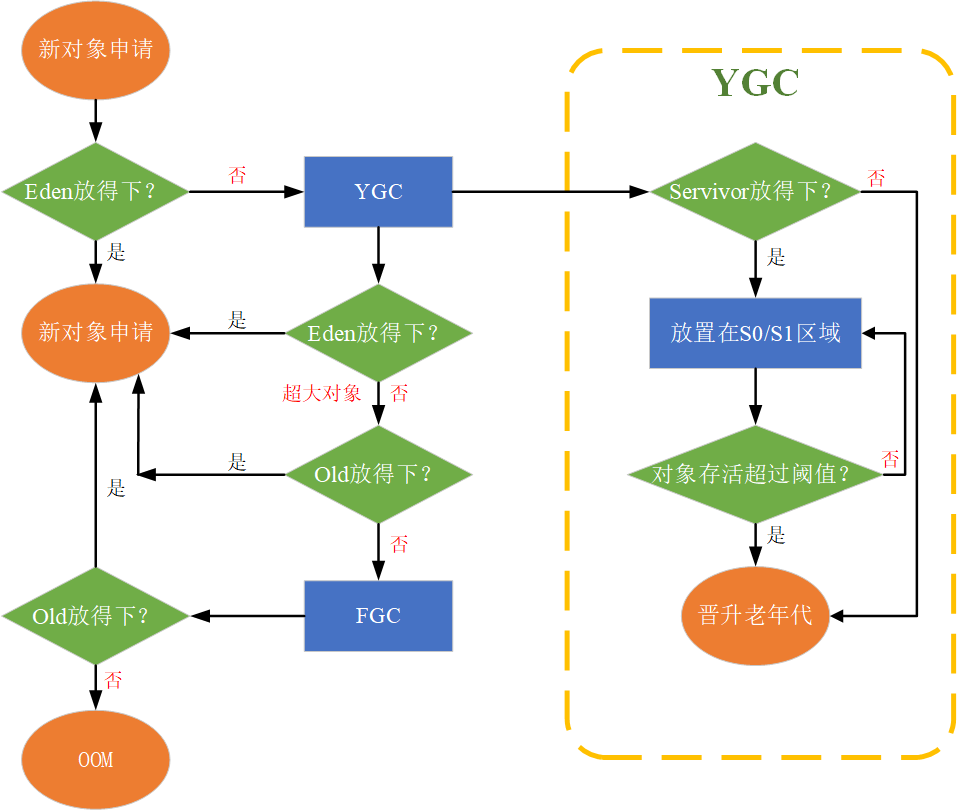 新对象申请
YGC
Eden放得下？
否
YGC
Servivor放得下？
否
是
是
新对象申请
是
Eden放得下？
放置在S0/S1区域
超大对象
否
是
Old放得下？
对象存活超过阈值？
否
是
否
是
Old放得下？
FGC
晋升老年代
否
OOM